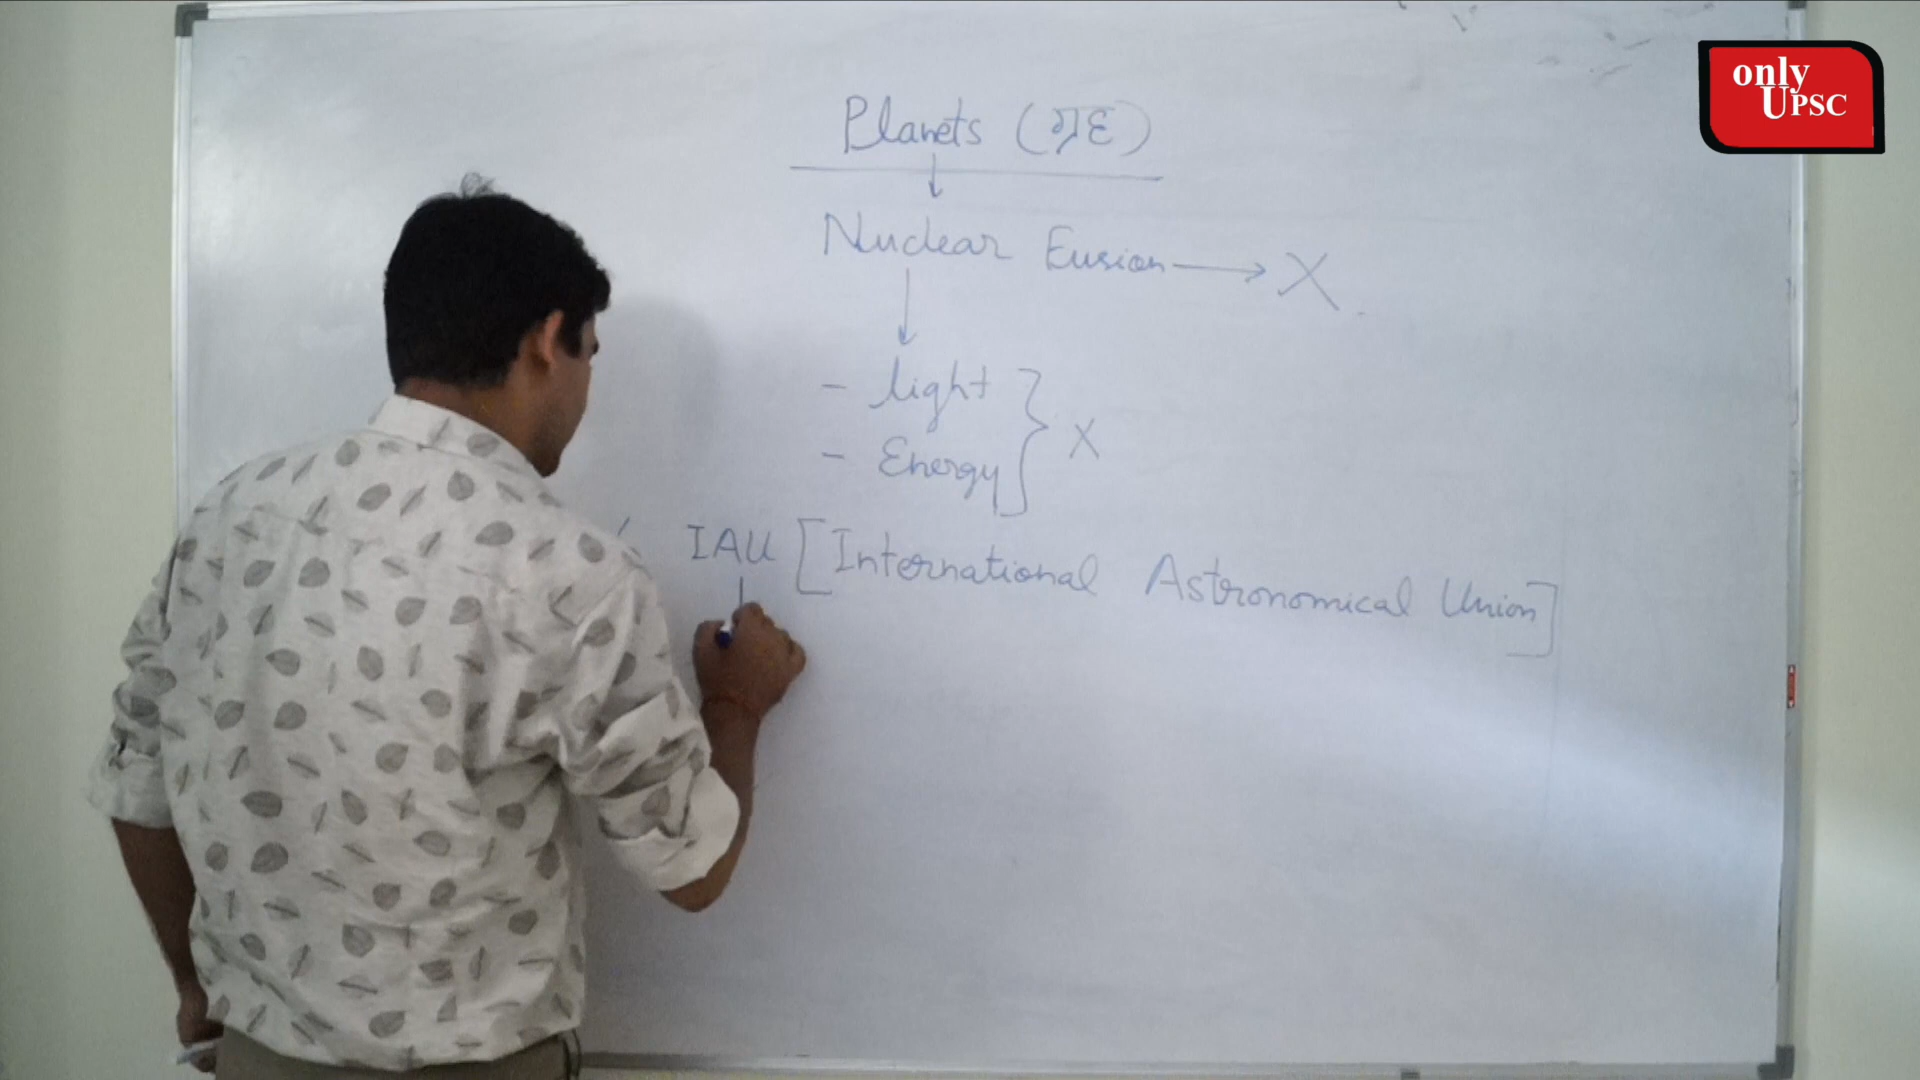 only
UPSC
Planets (ग्रह)
Nuclear Fusion → X
- light
- Energy } X
IAU [International Astronomical Union]